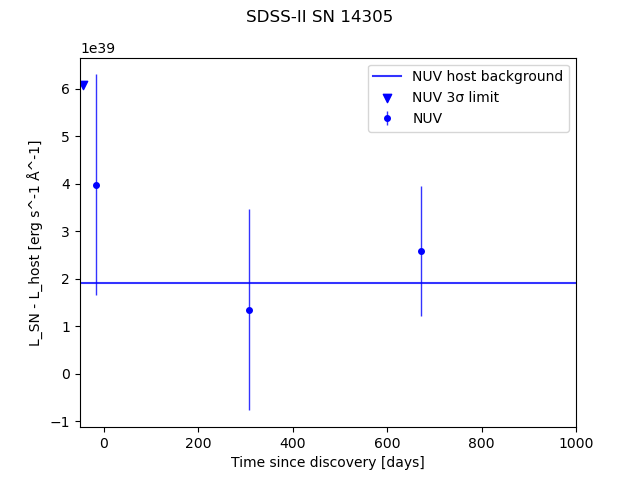 SDSS-II SN 14305
1e39
NUV host background
NUV 3σ limit
NUV
6
5
4
3
2
1
0
−1
L_SN - L_host [erg s^-1 Å^-1]
0
200
400
600
800
1000
Time since discovery [days]